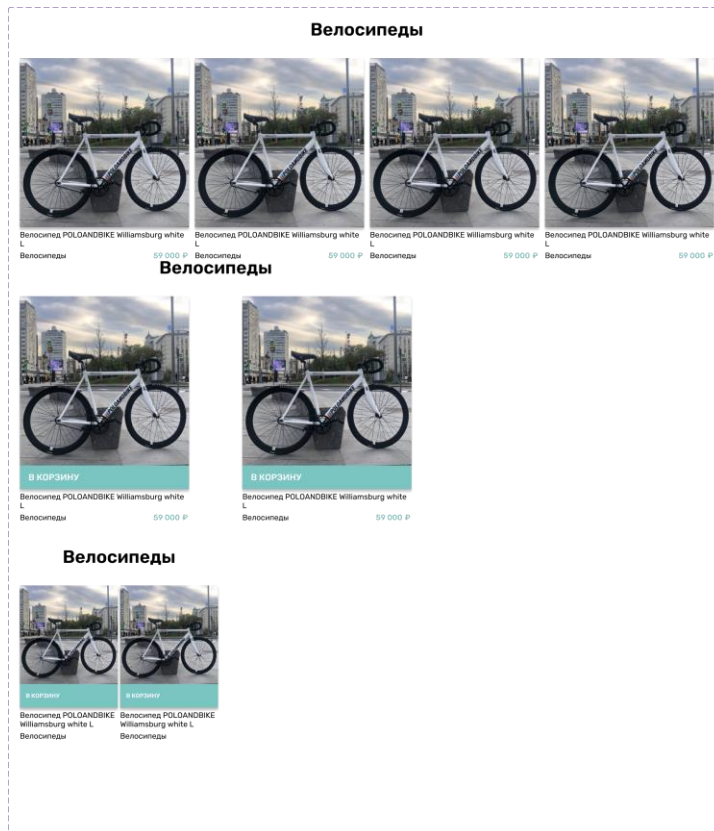 Велосипеды
Велосипед POLOANDBIKE Williamsburg white
L
Велосипеды 59 000 ₽
Велосипед POLOANDBIKE Williamsburg white
L
Велосипеды 59 000 ₽
Велосипед POLOANDBIKE Williamsburg white
L
Велосипеды 59 000 ₽
Велосипед POLOANDBIKE Williamsburg white
L
Велосипеды 59 000 ₽
Велосипеды
В КОРЗИНУ
Велосипед POLOANDBIKE Williamsburg white
L
Велосипеды 59 000 ₽
В КОРЗИНУ
Велосипед POLOANDBIKE Williamsburg white
L
Велосипеды 59 000 ₽
Велосипеды
В КОРЗИНУ
Велосипед POLOANDBIKE
Williamsburg white L
Велосипеды
В КОРЗИНУ
Велосипед POLOANDBIKE
Williamsburg white L
Велосипеды